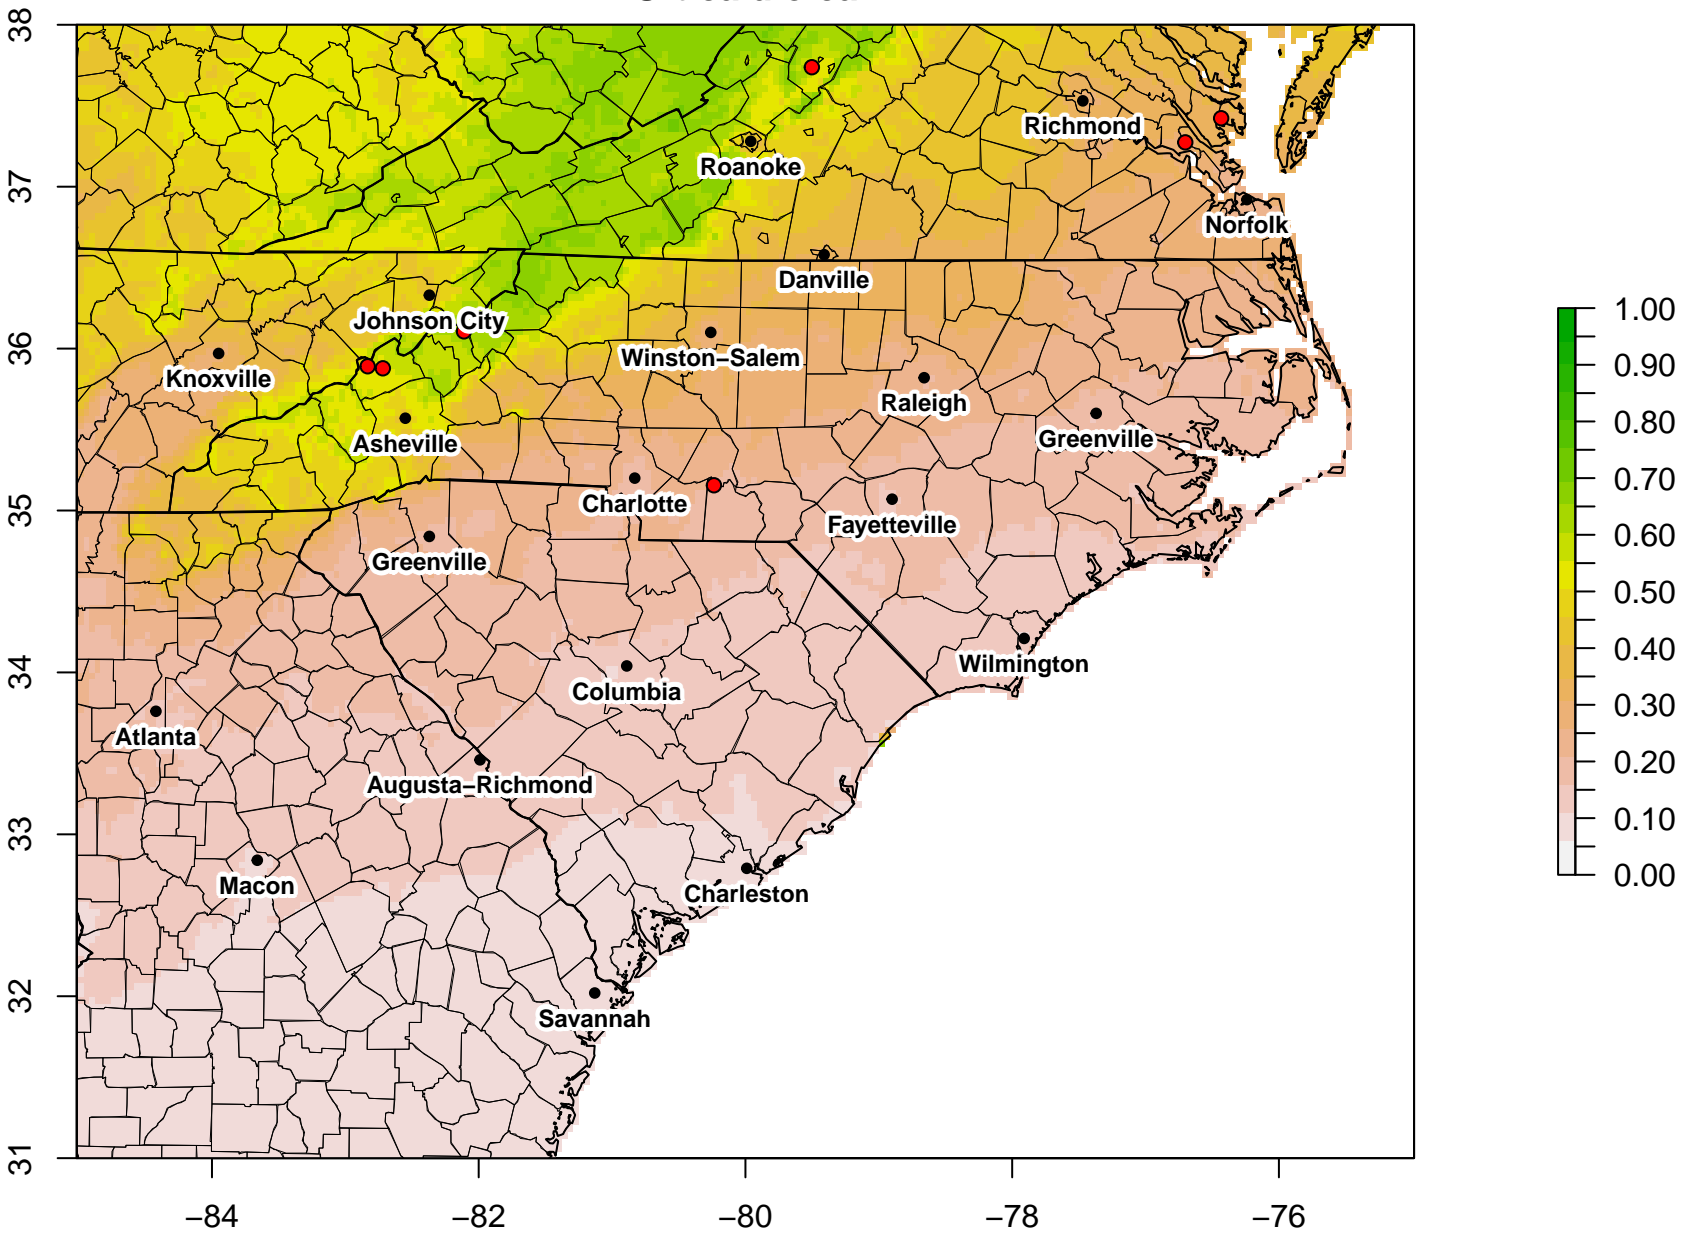 38
37
36
35
34
33
32
31
Richmond
Roanoke
Norfolk
Danville
Johnson City
Winston−Salem
Knoxville
Raleigh
Asheville
Greenville
Charlotte
Fayetteville
Greenville
Wilmington
Columbia
Atlanta
Augusta−Richmond
Macon
Charleston
Savannah
−84
−82
−80
−78
−76
1.00
0.90
0.80
0.70
0.60
0.50
0.40
0.30
0.20
0.10
0.00